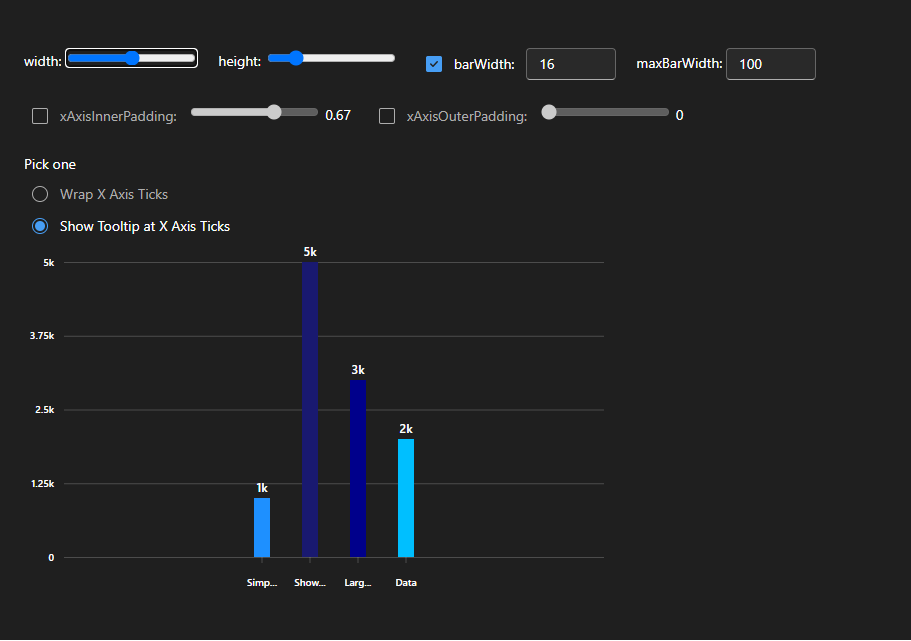 width: height: barWidth: 16 maxBarWidth: 100
xAxisInnerPadding: 0.67 xAxisOuterPadding: 0
Pick one
Wrap X Axis Ticks
Show Tooltip at X Axis Ticks
5k
5k
3.75k
3k
2.5k
2k
1.25k
1k
0
Simp... Show... Larg... Data